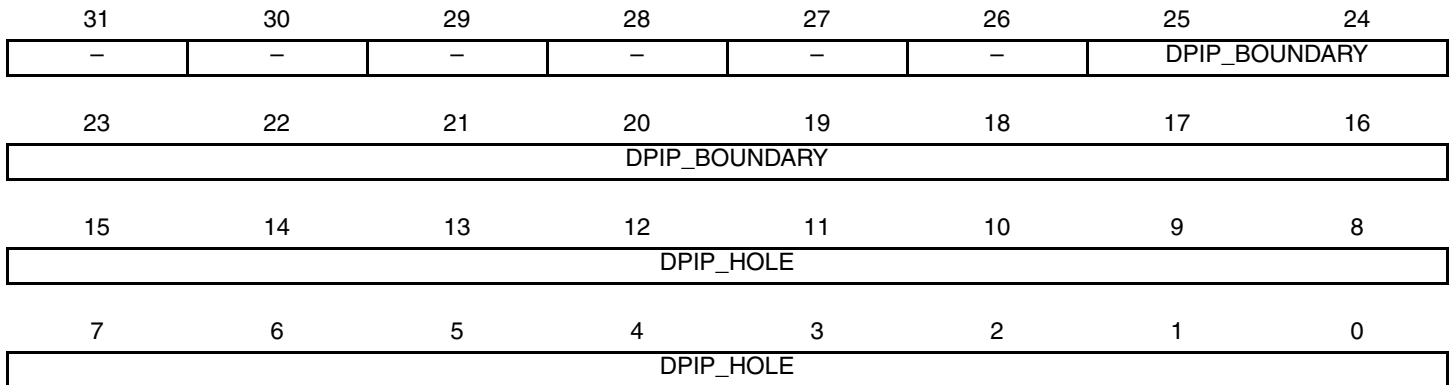 31 30 29 28 27 26 25 24
– – – – – – DPIP_BOUNDARY
23 22 21 20 19 18 17 16
DPIP_BOUNDARY
15 14 13 12 11 10 9 8
DPIP_HOLE
7 6 5 4 3 2 1 0
DPIP_HOLE